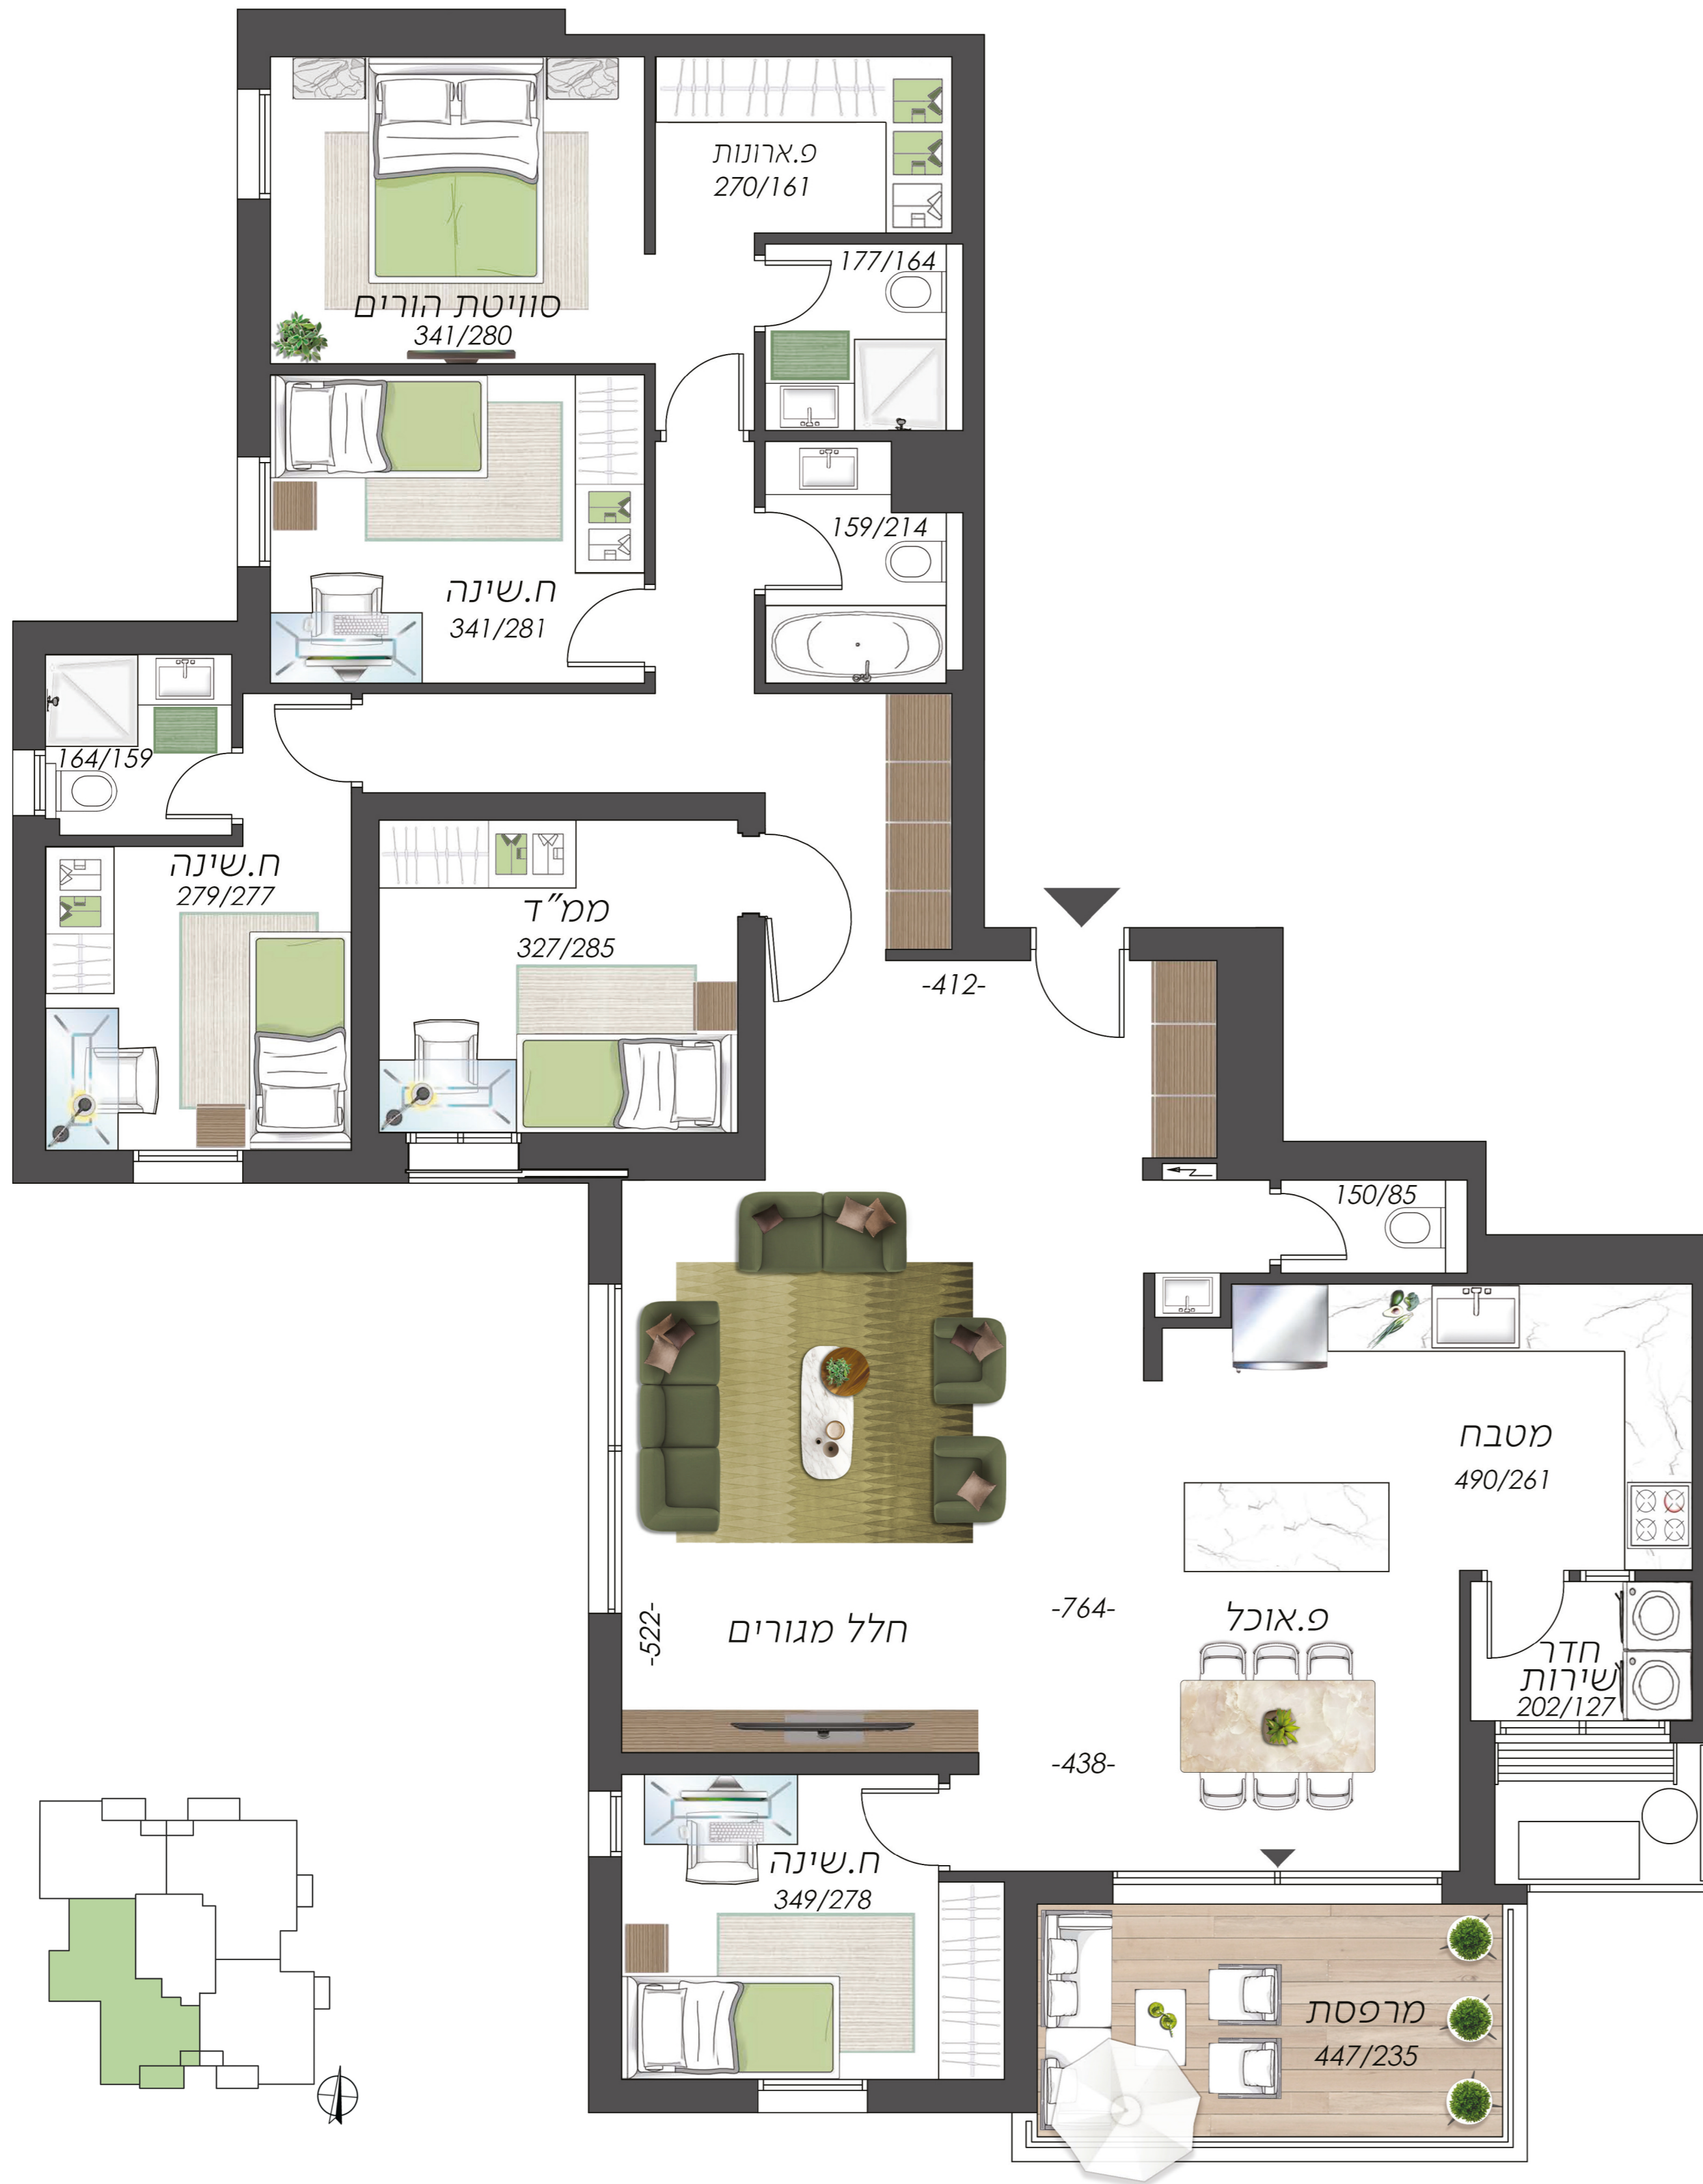 פ.ארונות
270/161
177/164
סוויטת הורים
341/280
159/214
ח.שינה
341/281
164/159
ח.שינה
279/277
ממ"ד
327/285
-412-
150/85
מטבח
490/261
-522-
חלל מגורים
-764-
פ.אוכל
חדר
שירות
202/127
-438-
ח.שינה
349/278
מרפסת
447/235